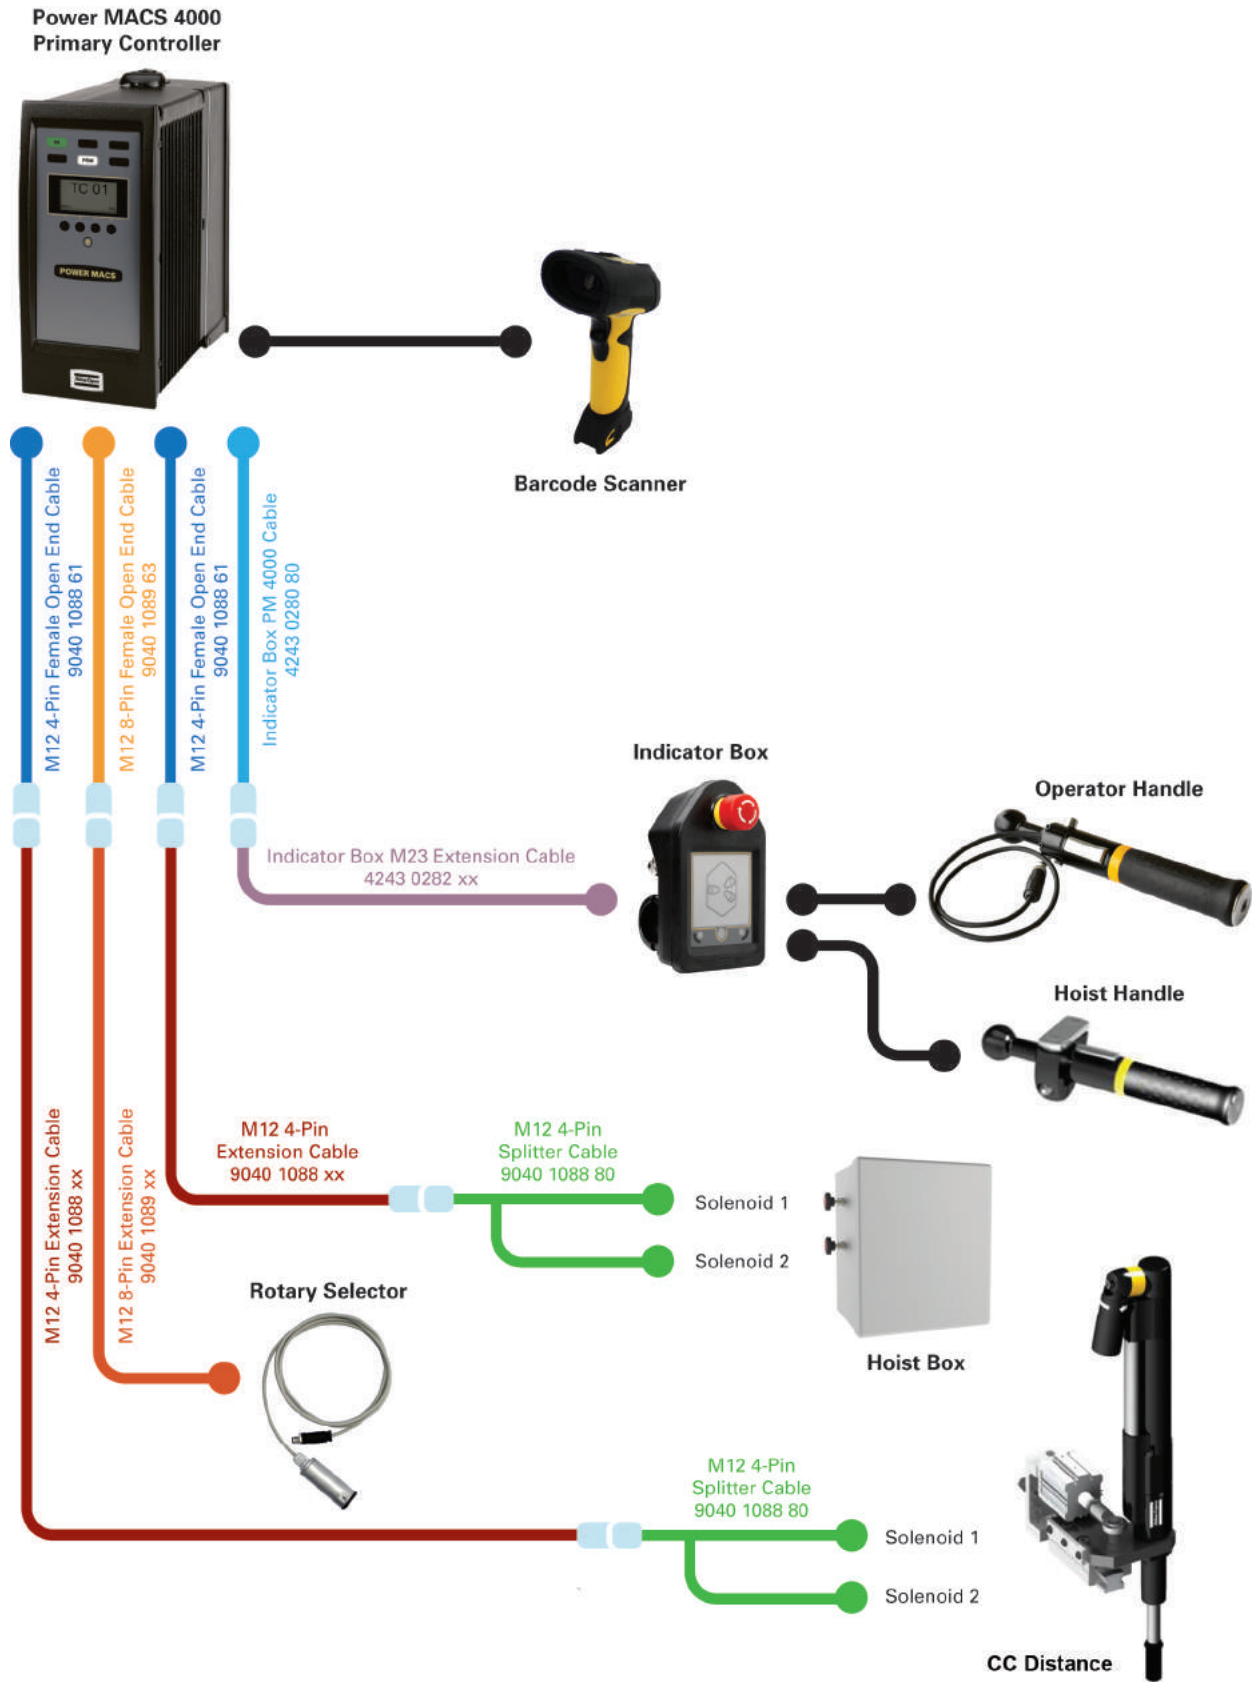 Power MACS 4000
Primary Controller
TC 01
POWER MACS
Barcode Scanner
M12 4-Pin Female Open End Cable
9040 1088 61
M12 8-Pin Female Open End Cable
9040 1089 63
M12 4-Pin Female Open End Cable
9040 1088 61
Indicator Box PM 4000 Cable
4243 0280 80
Indicator Box
Operator Handle
Indicator Box M23 Extension Cable
4243 0282 xx
Hoist Handle
M12 4-Pin Extension Cable
9040 1088 xx
M12 8-Pin Extension Cable
9040 1089 xx
M12 4-Pin
Extension Cable
9040 1088 xx
M12 4-Pin
Splitter Cable
9040 1088 80
Solenoid 1
Solenoid 2
Hoist Box
Rotary Selector
M12 4-Pin
Splitter Cable
9040 1088 80
Solenoid 1
Solenoid 2
CC Distance